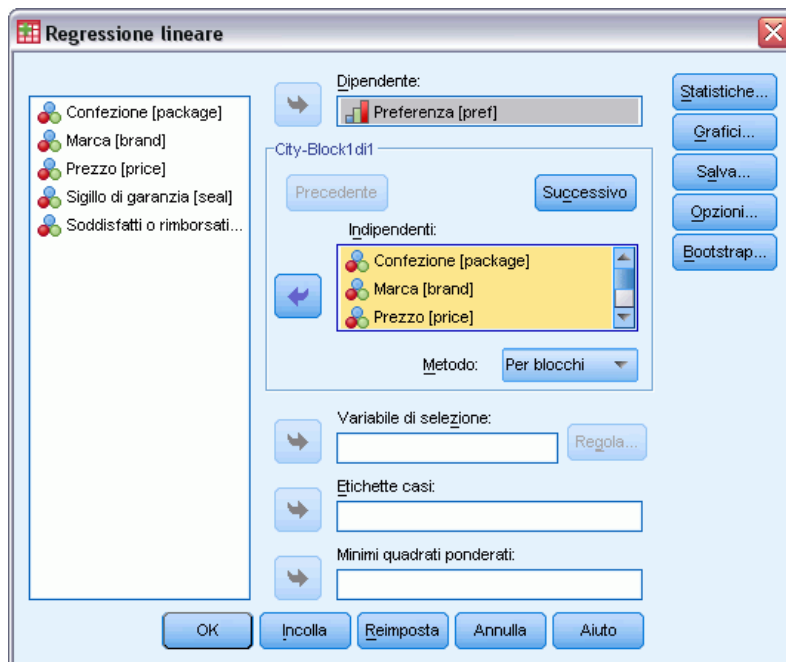 Regressione lineare
Confezione [package]
Marca [brand]
Prezzo [price]
Sigillo di garanzia [seal]
Soddisfatti o rimborsati...
Dipendente:
Preferenza [pref]
City-Block1di1
Precedente
Successivo
Indipendenti:
Confezione [package]
Marca [brand]
Prezzo [price]
Metodo:
Per blocchi
Variabile di selezione:
Regola...
Etichette casi:
Minimi quadrati ponderati:
Statistiche...
Grafici...
Salva...
Opzioni...
Bootstrap...
OK
Incolla
Reimposta
Annulla
Aiuto